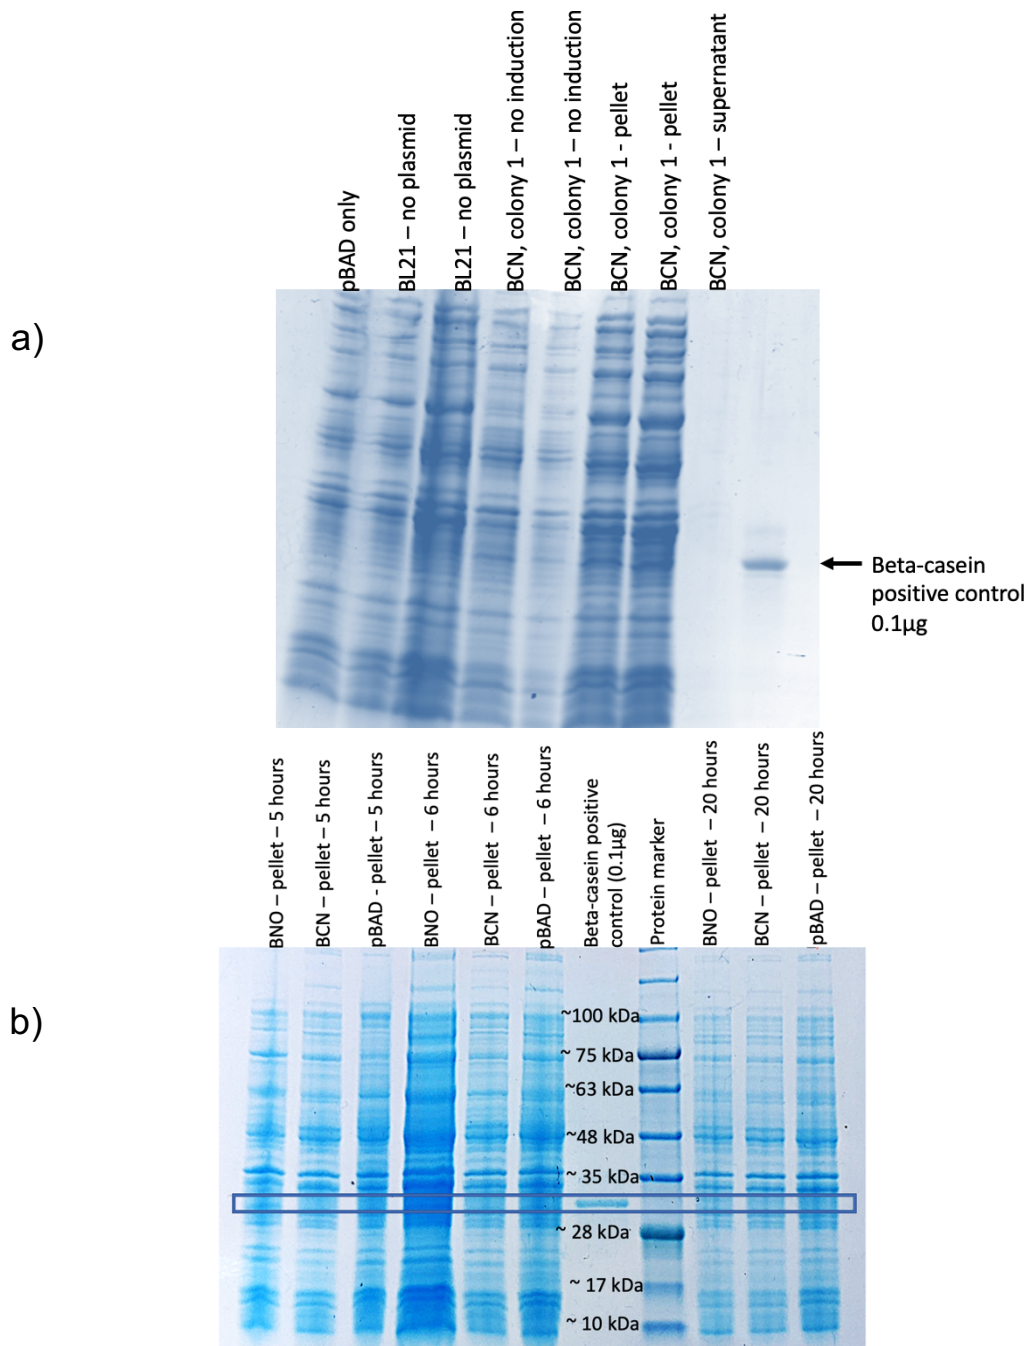 pBAD only
BL21 – no plasmid
BL21 – no plasmid
BCN, colony 1 – no induction
BCN, colony 1 – no induction
BCN, colony 1 - pellet
BCN, colony 1 - pellet
BCN, colony 1 – supernatant
a)
Beta-casein
positive control
0.1µg
BNO – pellet – 5 hours
BCN – pellet – 5 hours
pBAD - pellet – 5 hours
BNO – pellet – 6 hours
BCN – pellet – 6 hours
pBAD – pellet – 6 hours
Beta-casein positive
control (0.1µg)
Protein marker
BNO – pellet – 20 hours
BCN – pellet – 20 hours
pBAD – pellet – 20 hours
b)
~100 kDa
~ 75 kDa
~63 kDa
~48 kDa
~ 35 kDa
~ 28 kDa
~ 17 kDa
~ 10 kDa